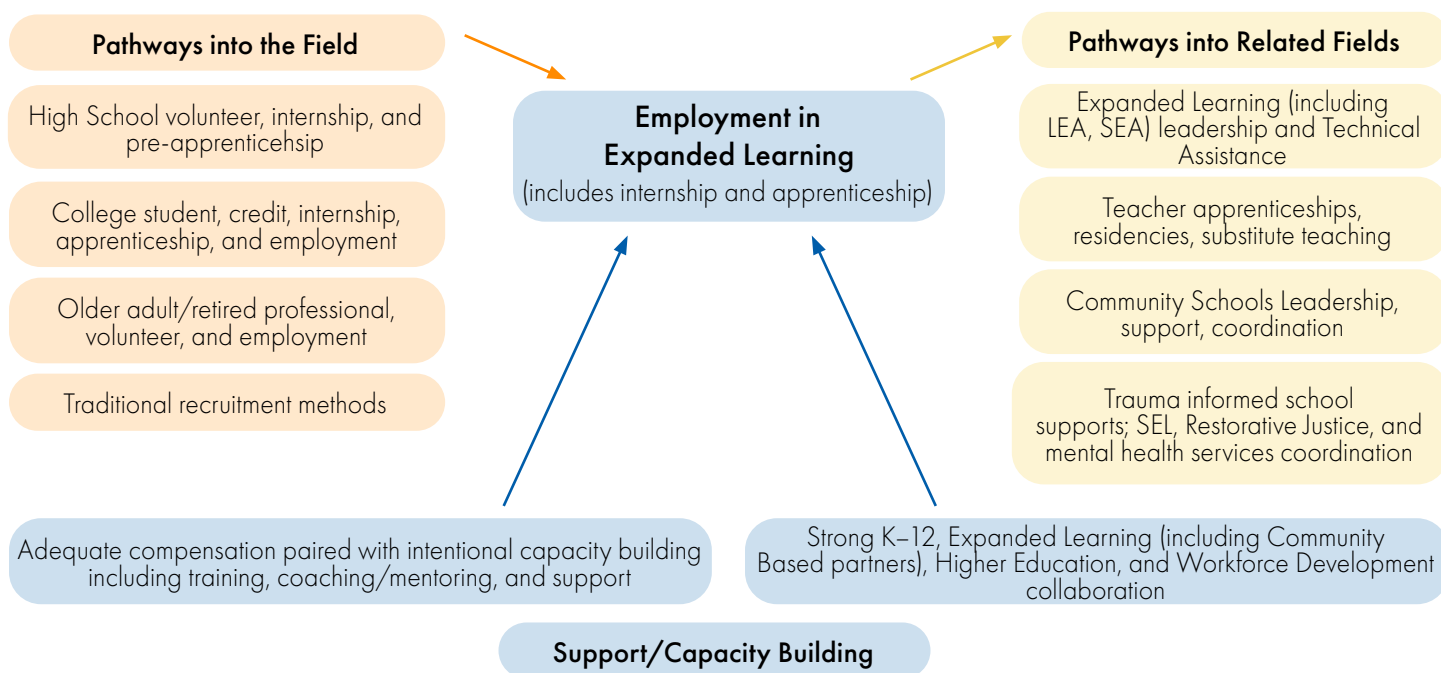 Pathways into the Field
High School volunteer, internship, and
pre-apprenticehsip
College student, credit, internship,
apprenticeship, and employment
Older adult/retired professional,
volunteer, and employment
Traditional recruitment methods
Employment in
Expanded Learning
(includes internship and apprenticeship)
Pathways into Related Fields
Expanded Learning (including
LEA, SEA) leadership and Technical
Assistance
Teacher apprenticeships,
residencies, substitute teaching
Community Schools Leadership,
support, coordination
Trauma informed school
supports; SEL, Restorative Justice, and
mental health services coordination
Adequate compensation paired with intentional capacity building
including training, coaching/mentoring, and support
Strong K–12, Expanded Learning (including Community
Based partners), Higher Education, and Workforce Development
collaboration
Support/Capacity Building